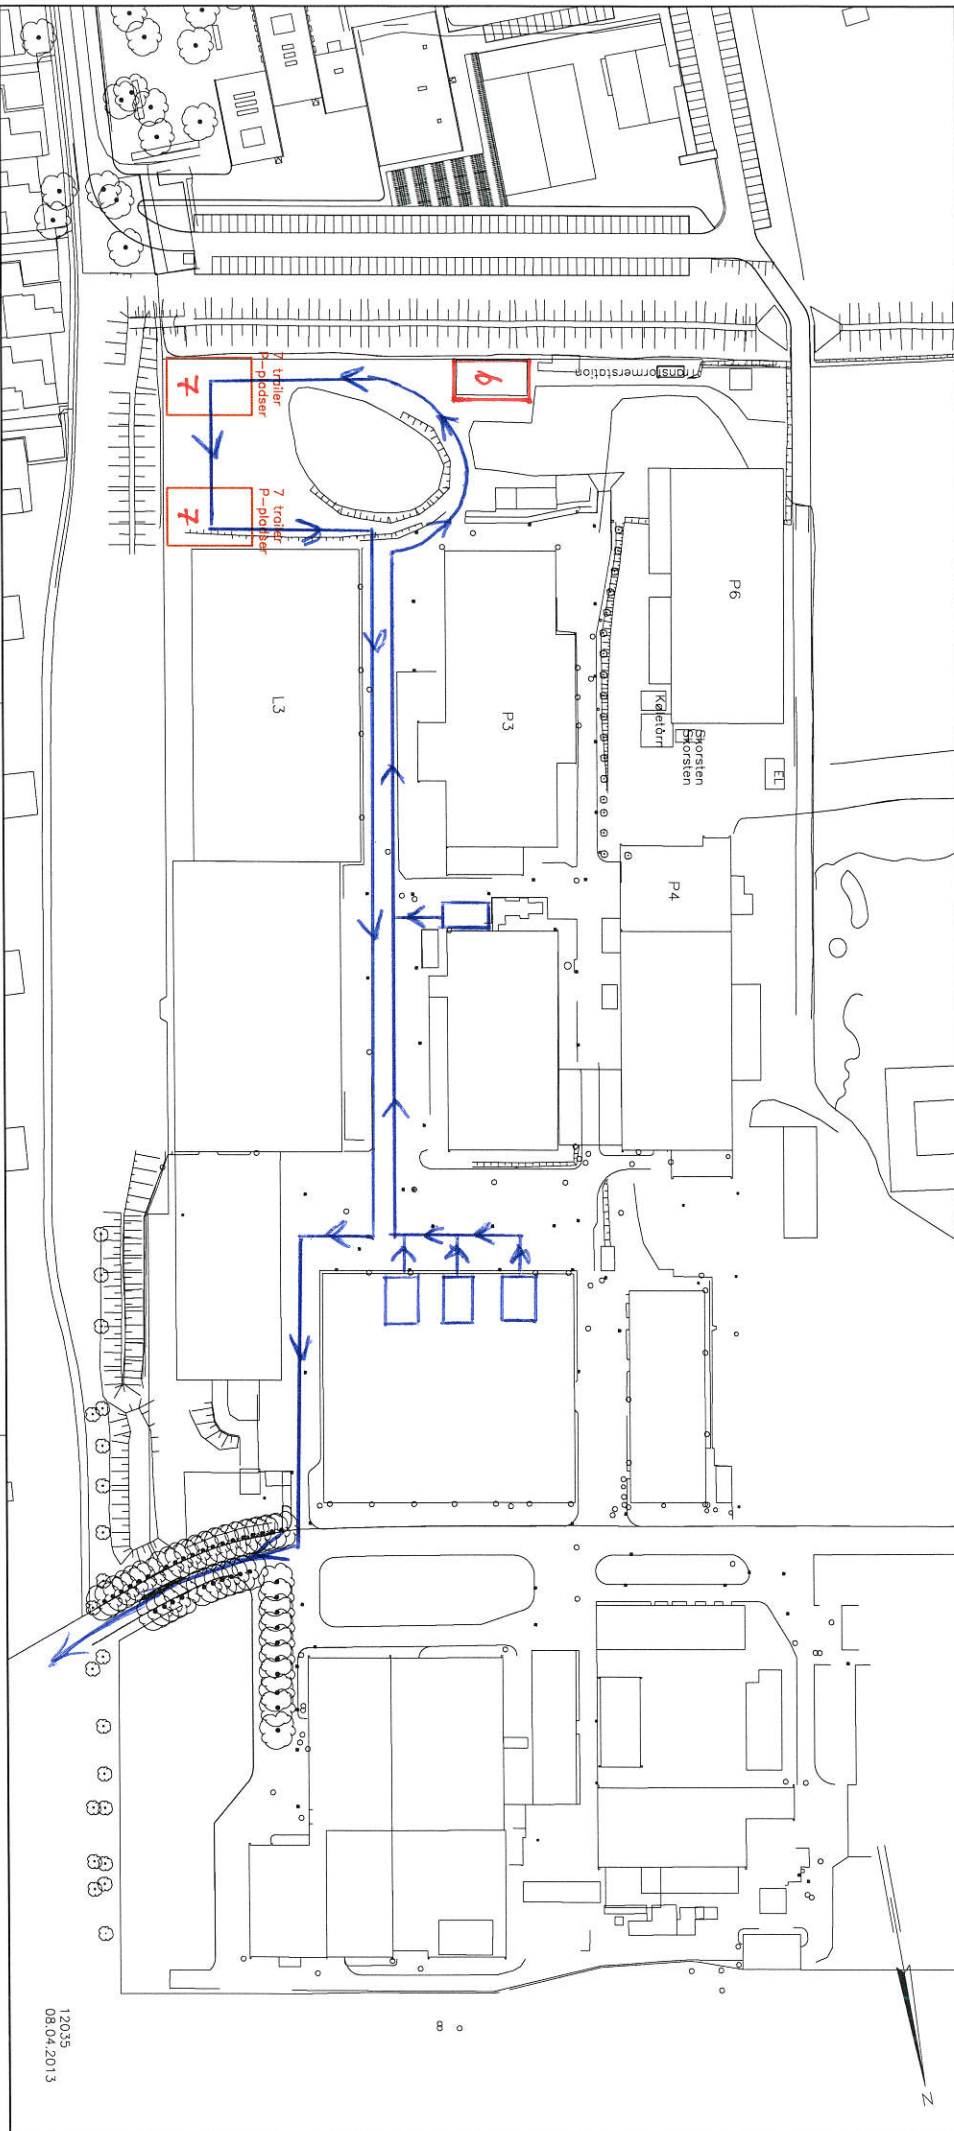 6
Transformerstation
7 trailer
P-pladser
7
7 trailer
P-pladser
7
P6
L3
P3
Køletårn
Skorsten
Skorsten
EL
P4
N
12035
08.04.2013